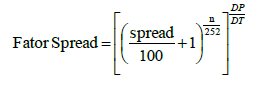 Fator Spread = [ ( spread/100 + 1 )^(n/252) ]^(DP/DT)